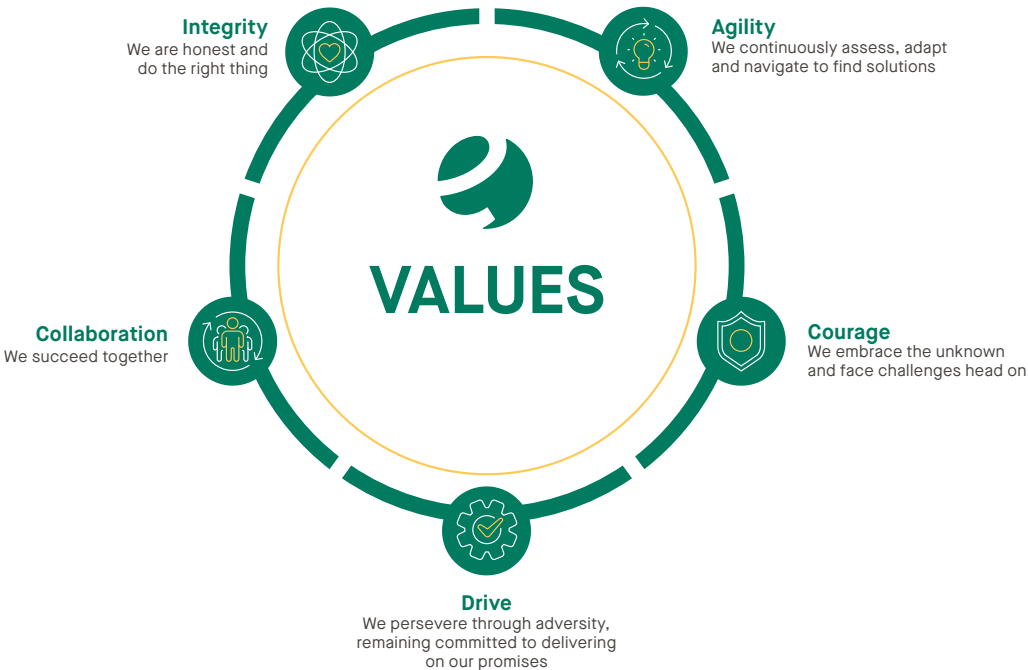 Integrity
We are honest and
do the right thing
Agility
We continuously assess, adapt
and navigate to find solutions
VALUES
Collaboration
We succeed together
Courage
We embrace the unknown
and face challenges head on
Drive
We persevere through adversity,
remaining committed to delivering
on our promises